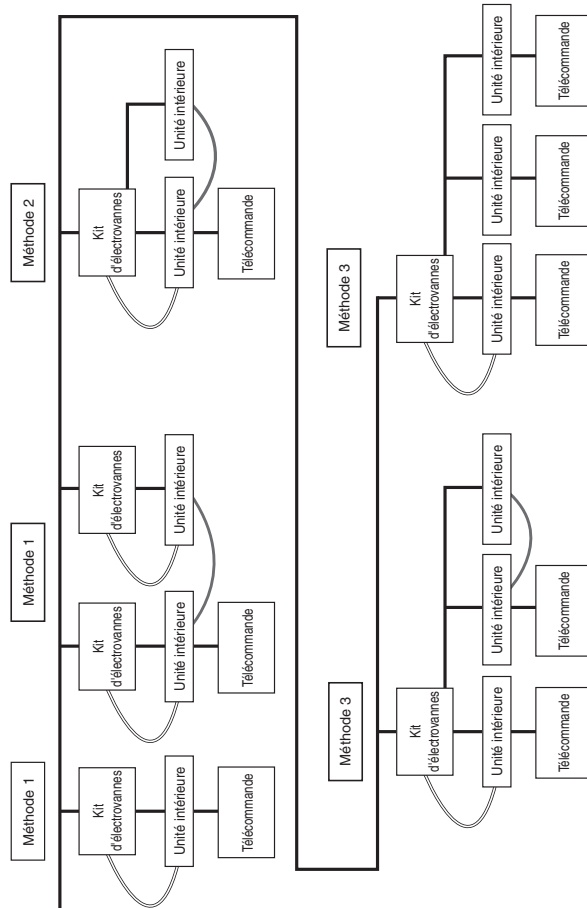 Méthode 1
Kit
d'électrovannes
Unité intérieure
Télécommande
Méthode 1
Kit
d'électrovannes
Unité intérieure
Télécommande
Kit
d'électrovannes
Unité intérieure
Méthode 2
Kit
d'électrovannes
Unité intérieure
Unité intérieure
Télécommande
Méthode 3
Kit
d'électrovannes
Unité intérieure
Unité intérieure
Unité intérieure
Télécommande
Télécommande
Méthode 3
Kit
d'électrovannes
Unité intérieure
Unité intérieure
Unité intérieure
Télécommande
Télécommande
Télécommande